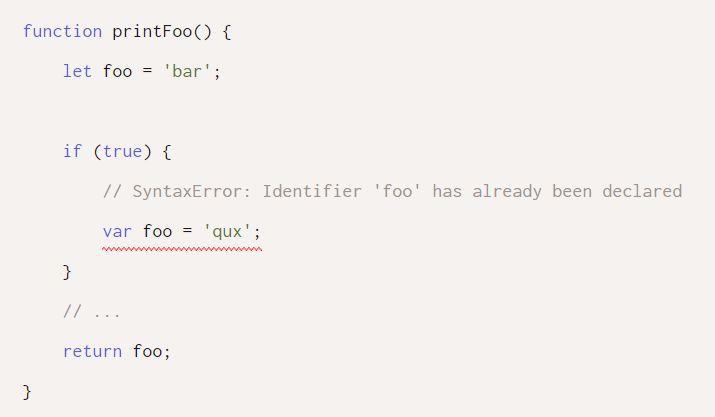 function printFoo() {
let foo = 'bar';
if (true) {
// SyntaxError: Identifier 'foo' has already been declared
var foo = 'qux';
}
// ...
return foo;
}